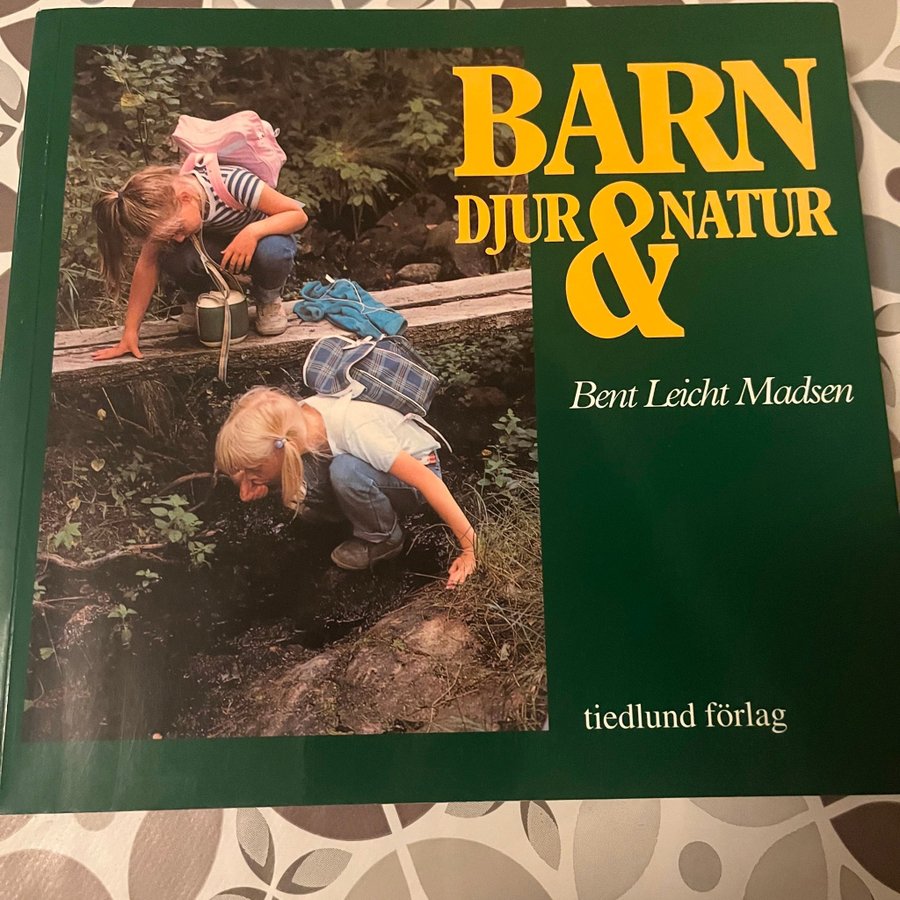 BARN
DJUR & NATUR
Bent Leicht Madsen
tiedlund förlag